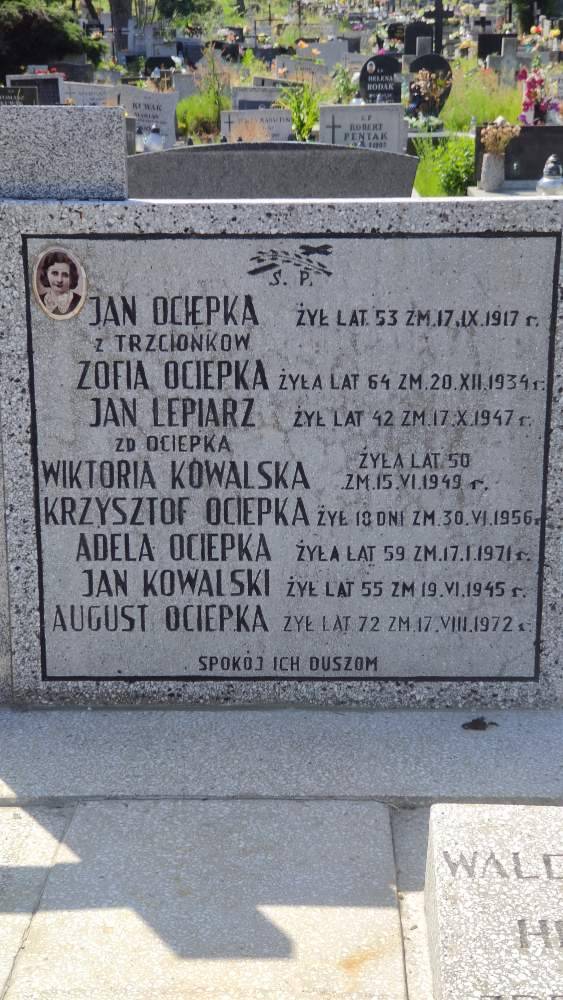 HELENA
RODAK
NOWAK
ROBERT
PENTAK
S. P.
JAN OCIEPKA ŻYŁ LAT 53 ZM.17.IX.1917 r.
Z TRZCIONKÓW
ZOFIA OCIEPKA ŻYŁA LAT 64 ZM.20.XII.1934 r.
JAN LEPIARZ ŻYŁ LAT 42 ZM.17.X.1947 r.
ZD OCIEPKA
WIKTORIA KOWALSKA ŻYŁA LAT 50
ZM.15.VI.1949 r.
KRZYSZTOF OCIEPKA ŻYŁ 18 DNI ZM.30.VI.1956r.
ADELA OCIEPKA ŻYŁA LAT 59 ZM.17.I.1971 r.
JAN KOWALSKI ŻYŁ LAT 55 ZM 19.VI.1945 r.
AUGUST OCIEPKA ŻYŁ LAT 72 ZM.17.VIII.1972 r.
SPOKÓJ ICH DUSZOM
WALD